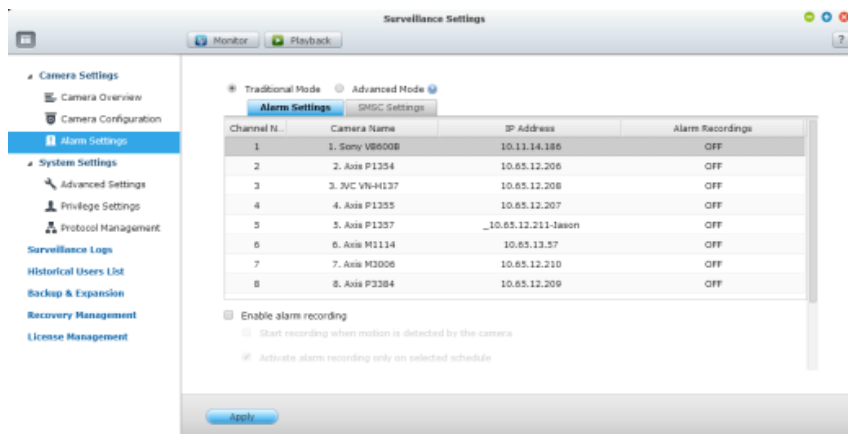 Surveillance Settings
Monitor Playback ?
Camera Settings
Camera Overview
Camera Configuration
Alarm Settings
System Settings
Advanced Settings
Privilege Settings
Protocol Management
Surveillance Logs
Historical Users List
Backup & Expansion
Recovery Management
License Management
Traditional Mode Advanced Mode
Alarm Settings SMSC Settings
Channel N... Camera Name IP Address Alarm Recordings
1 1. Sony VB600B 10.11.14.186 OFF
2 2. Axis P1354 10.65.12.206 OFF
3 3. JVC VN-H137 10.65.12.208 OFF
4 4. Axis P1355 10.65.12.207 OFF
5 5. Axis P1357 _10.65.12.211-Jason OFF
6 6. Axis M1114 10.65.13.57 OFF
7 7. Axis M3006 10.65.12.210 OFF
8 8. Axis P3384 10.65.12.209 OFF
Enable alarm recording
Start recording when motion is detected by the camera
Activate alarm recording only on selected schedule
Apply